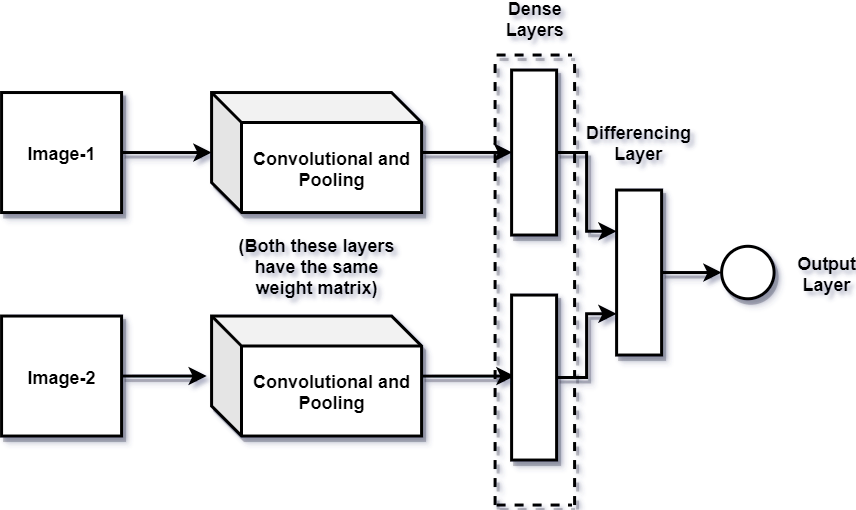 Dense
Layers
Differencing
Layer
Image-1
Convolutional and
Pooling
(Both these layers
have the same
weight matrix)
Output
Layer
Image-2
Convolutional and
Pooling